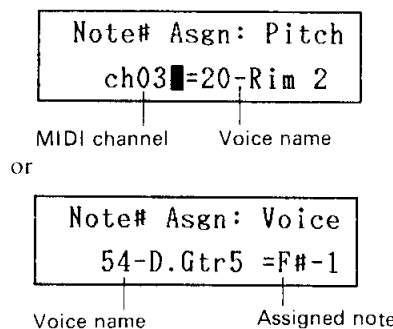 Note# Asgn: Pitch
ch03█=20-Rim 2
MIDI channel Voice name
or
Note# Asgn: Voice
54-D.Gtr5 =F#-1
Voice name Assigned note